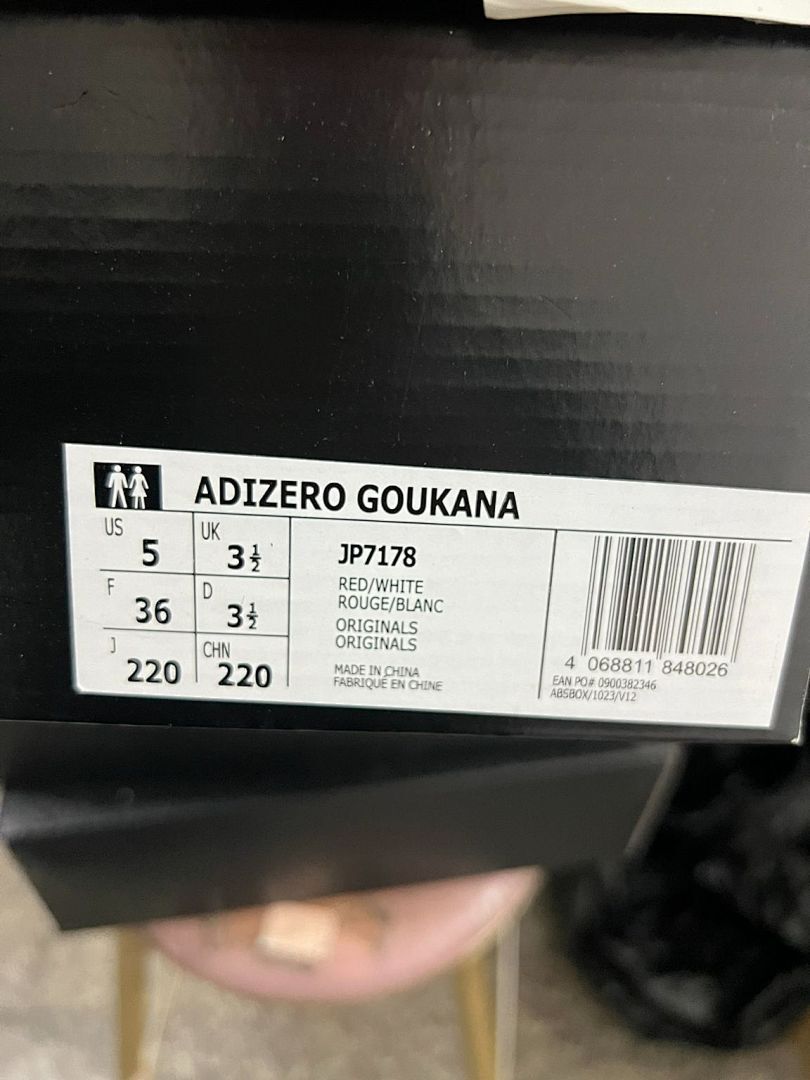 ADIZERO GOUKANA
US 5 UK 3½
F 36 D 3½
J 220 CHN 220
JP7178
RED/WHITE
ROUGE/BLANC
ORIGINALS
ORIGINALS
MADE IN CHINA
FABRIQUÉ EN CHINE
4 068811 848026
EAN PO# 0900382346
ABSBOX/1023/V12